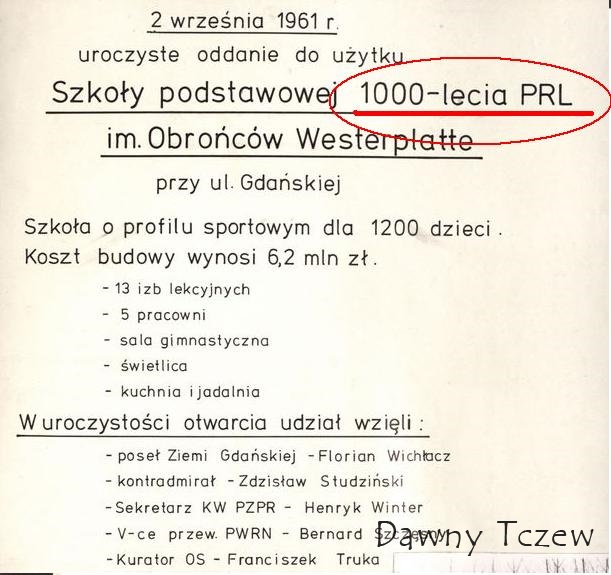 2 września 1961 r.
uroczyste oddanie do użytku
Szkoły podstawowej 1000-lecia PRL
im. Obrońców Westerplatte
przy ul. Gdańskiej
Szkoła o profilu sportowym dla 1200 dzieci.
Koszt budowy wynosi 6,2 mln zł.
- 13 izb lekcyjnych
- 5 pracowni
- sala gimnastyczna
- świetlica
- kuchnia i jadalnia
W uroczystości otwarcia udział wzięli:
- poseł Ziemi Gdańskiej - Florian Wichłacz
- kontradmirał - Zdzisław Studziński
- Sekretarz KW PZPR - Henryk Winter
- V-ce przew. PWRN - Bernard Szczęsny
- Kurator OS - Franciszek Truka
Dawny Tczew